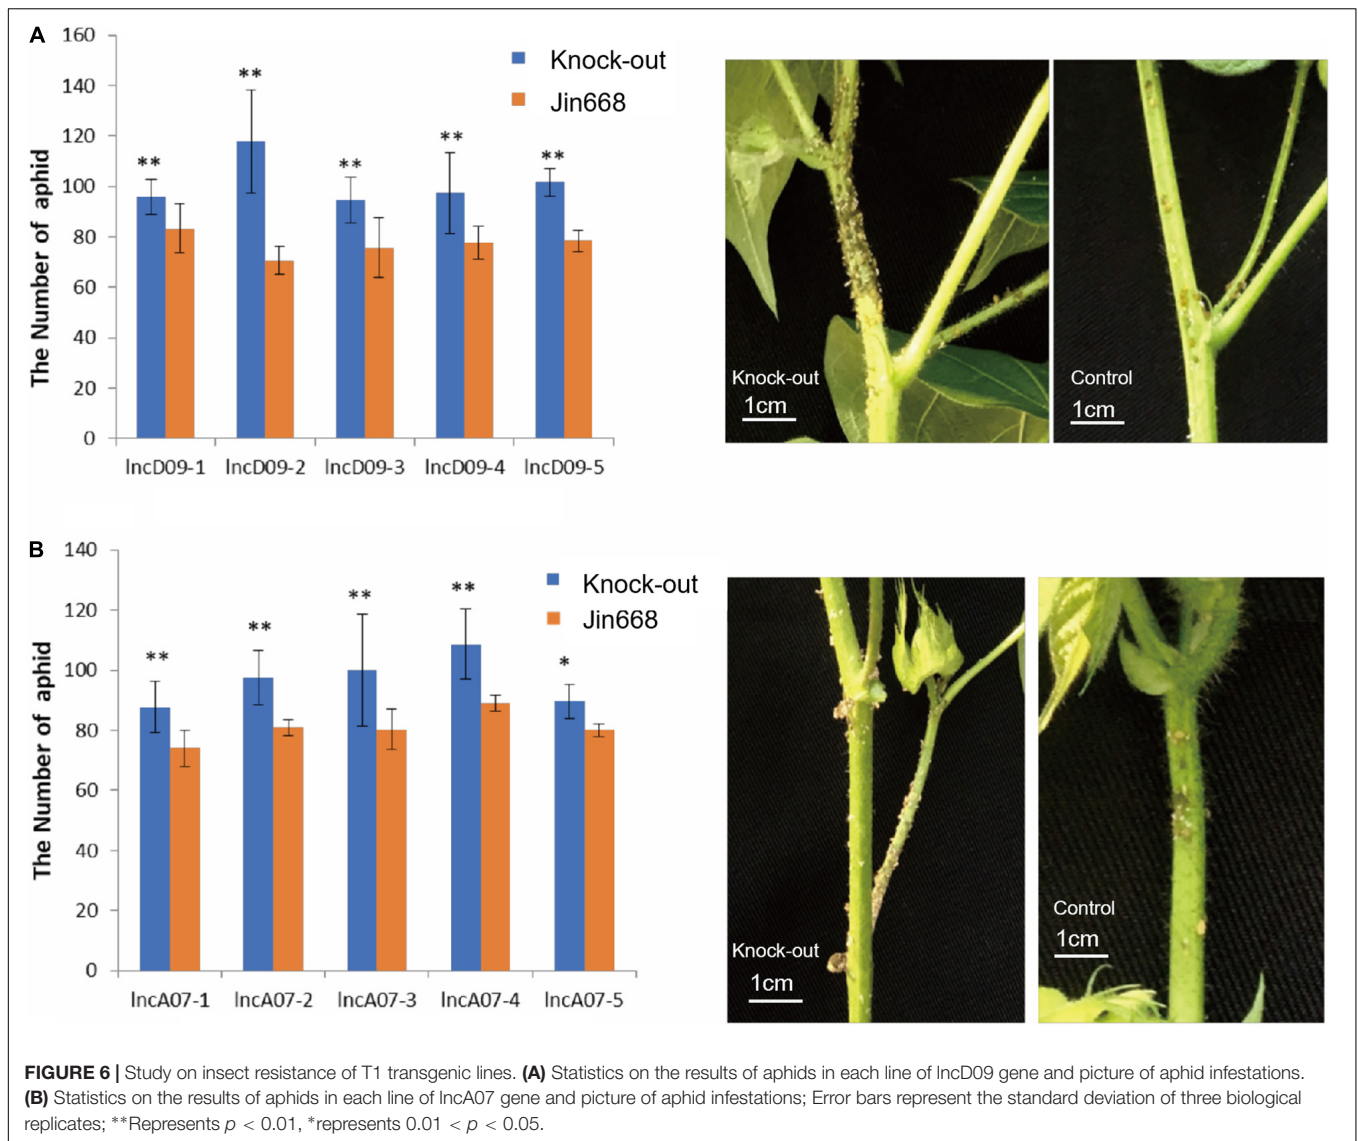 A
160
140
120
100
80
60
40
20
0
The Number of aphid
Knock-out
Jin668
**
**
**
**
**
lncD09-1 lncD09-2 lncD09-3 lncD09-4 lncD09-5
Knock-out
1cm
Control
1cm
B
140
120
100
80
60
40
20
0
The Number of aphid
Knock-out
Jin668
**
**
**
**
*
lncA07-1 lncA07-2 lncA07-3 lncA07-4 lncA07-5
Knock-out
1cm
Control
1cm
FIGURE 6 | Study on insect resistance of T1 transgenic lines. (A) Statistics on the results of aphids in each line of lncD09 gene and picture of aphid infestations.
(B) Statistics on the results of aphids in each line of lncA07 gene and picture of aphid infestations; Error bars represent the standard deviation of three biological
replicates; **Represents p < 0.01, *represents 0.01 < p < 0.05.